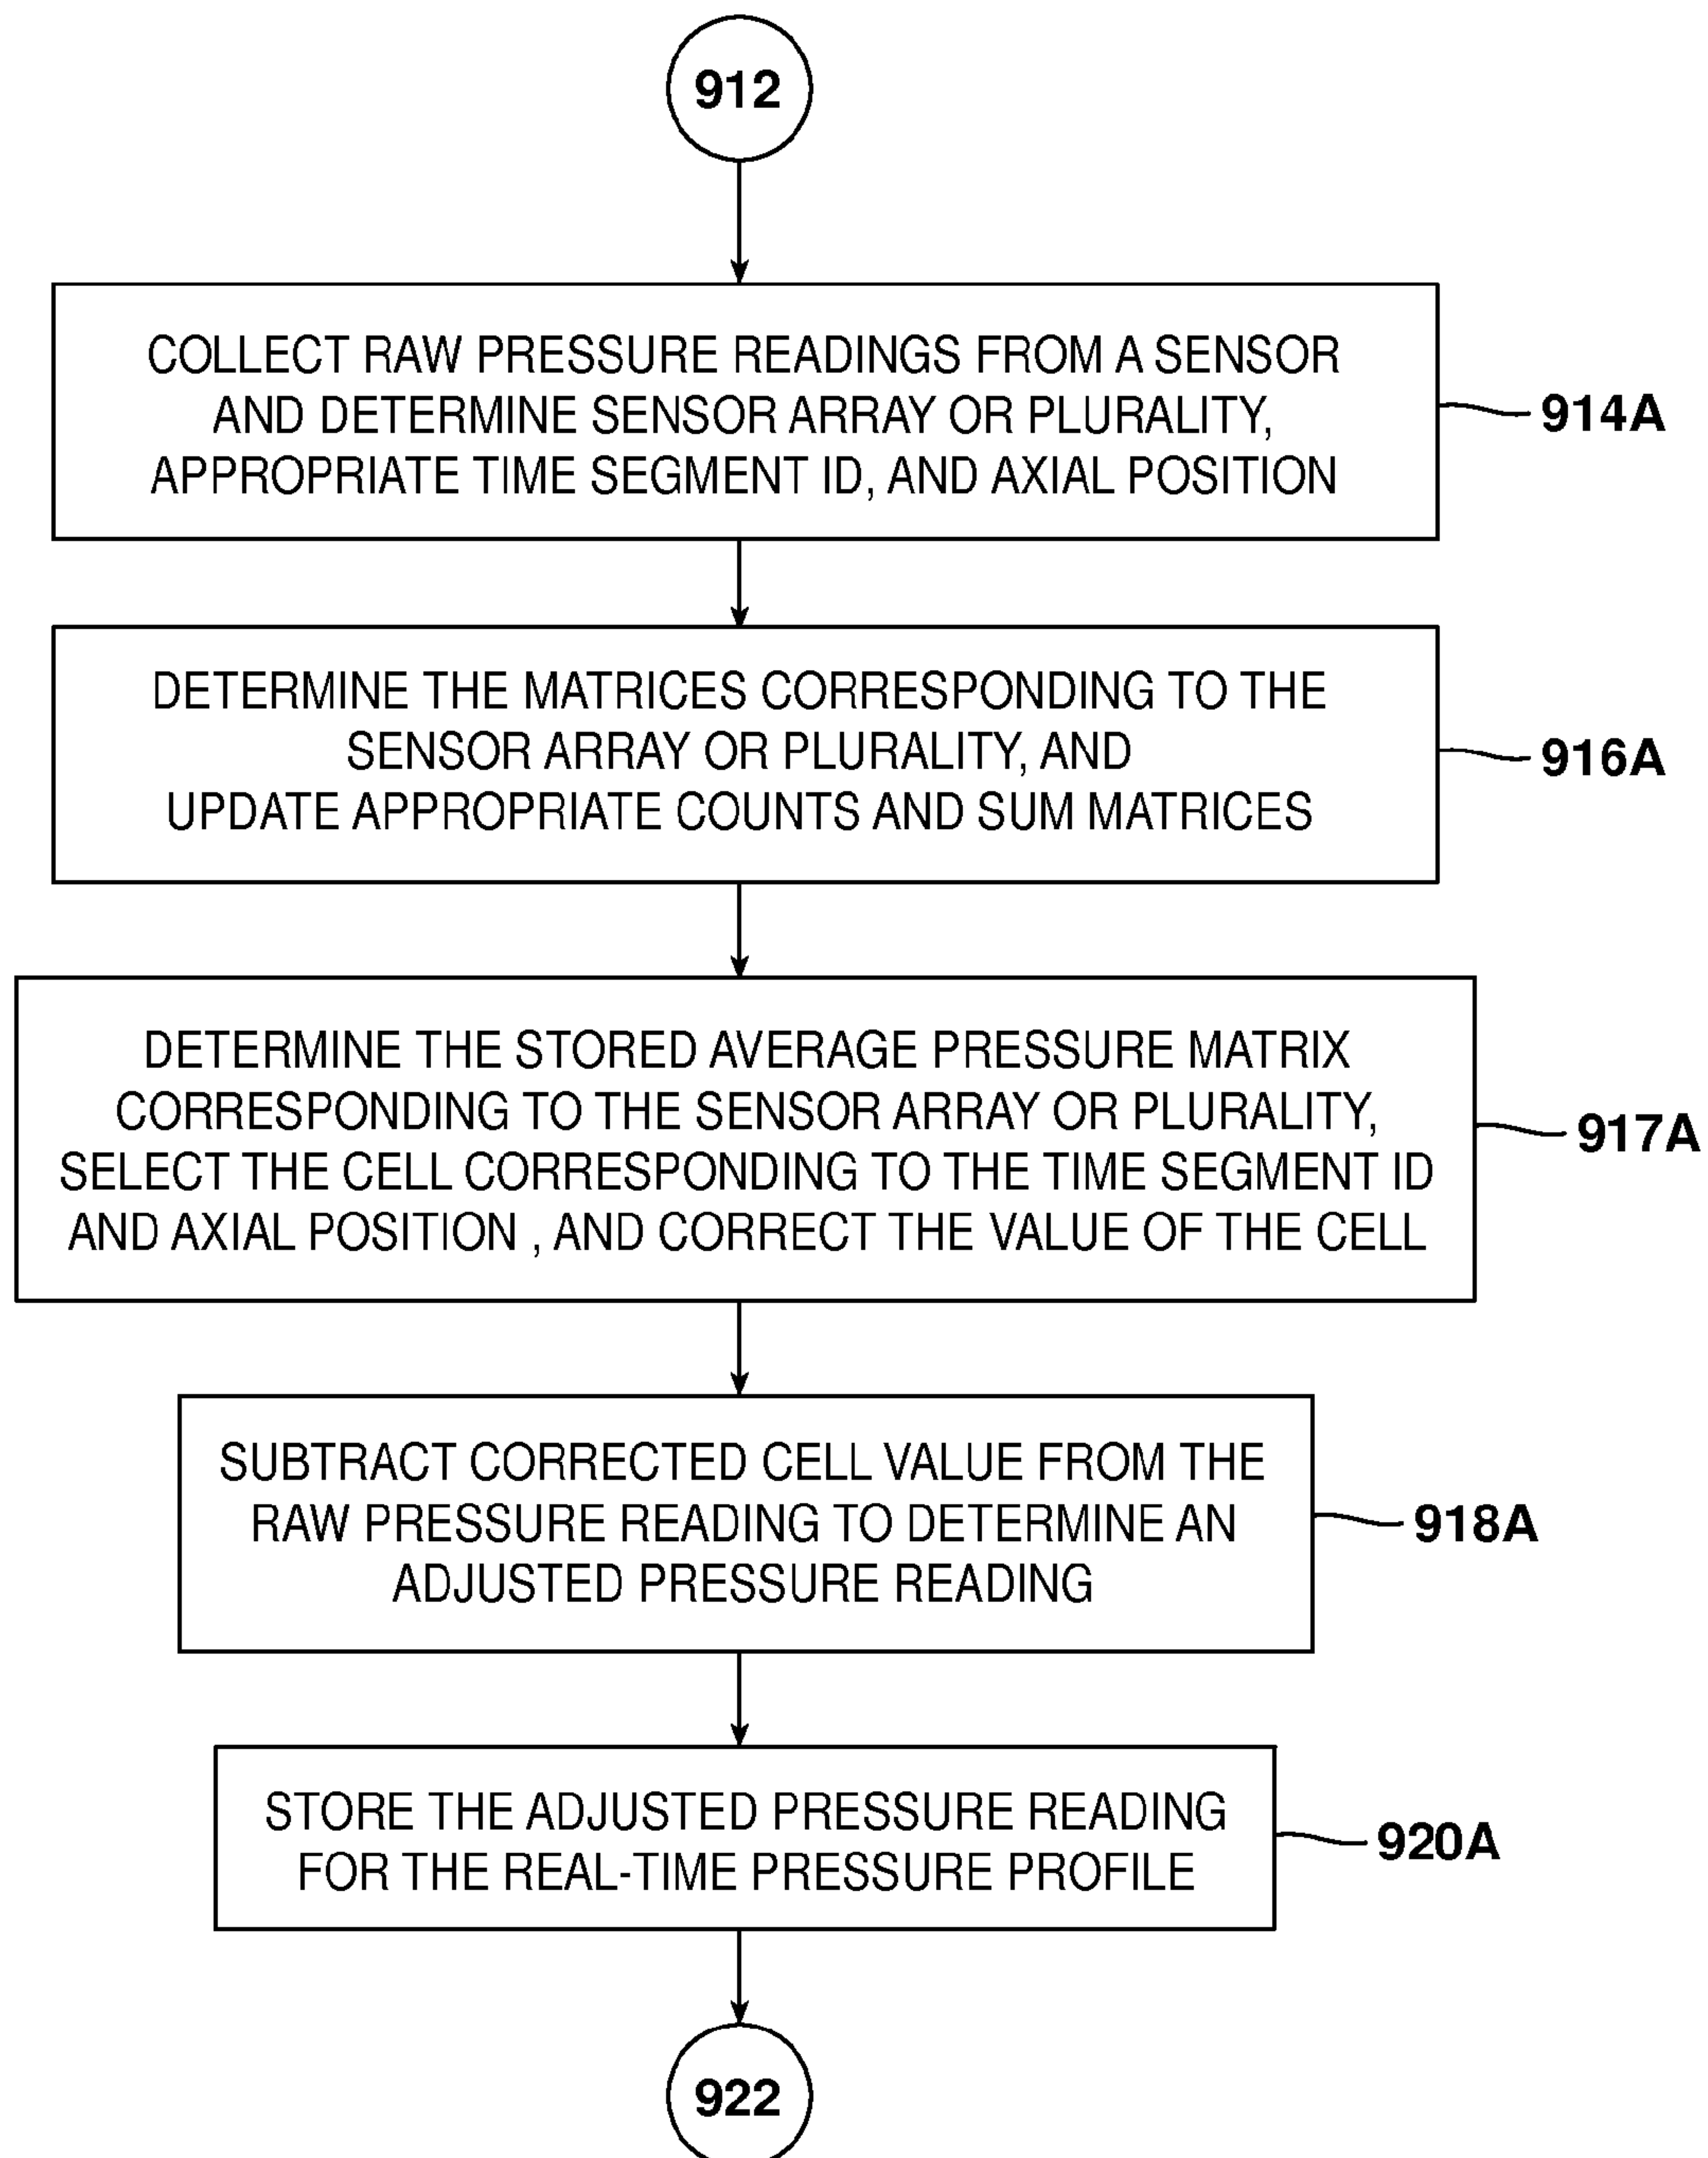 912
COLLECT RAW PRESSURE READINGS FROM A SENSOR
AND DETERMINE SENSOR ARRAY OR PLURALITY,
APPROPRIATE TIME SEGMENT ID, AND AXIAL POSITION
914A
DETERMINE THE MATRICES CORRESPONDING TO THE
SENSOR ARRAY OR PLURALITY, AND
UPDATE APPROPRIATE COUNTS AND SUM MATRICES
916A
DETERMINE THE STORED AVERAGE PRESSURE MATRIX
CORRESPONDING TO THE SENSOR ARRAY OR PLURALITY,
SELECT THE CELL CORRESPONDING TO THE TIME SEGMENT ID
AND AXIAL POSITION , AND CORRECT THE VALUE OF THE CELL
917A
SUBTRACT CORRECTED CELL VALUE FROM THE
RAW PRESSURE READING TO DETERMINE AN
ADJUSTED PRESSURE READING
918A
STORE THE ADJUSTED PRESSURE READING
FOR THE REAL-TIME PRESSURE PROFILE
920A
922